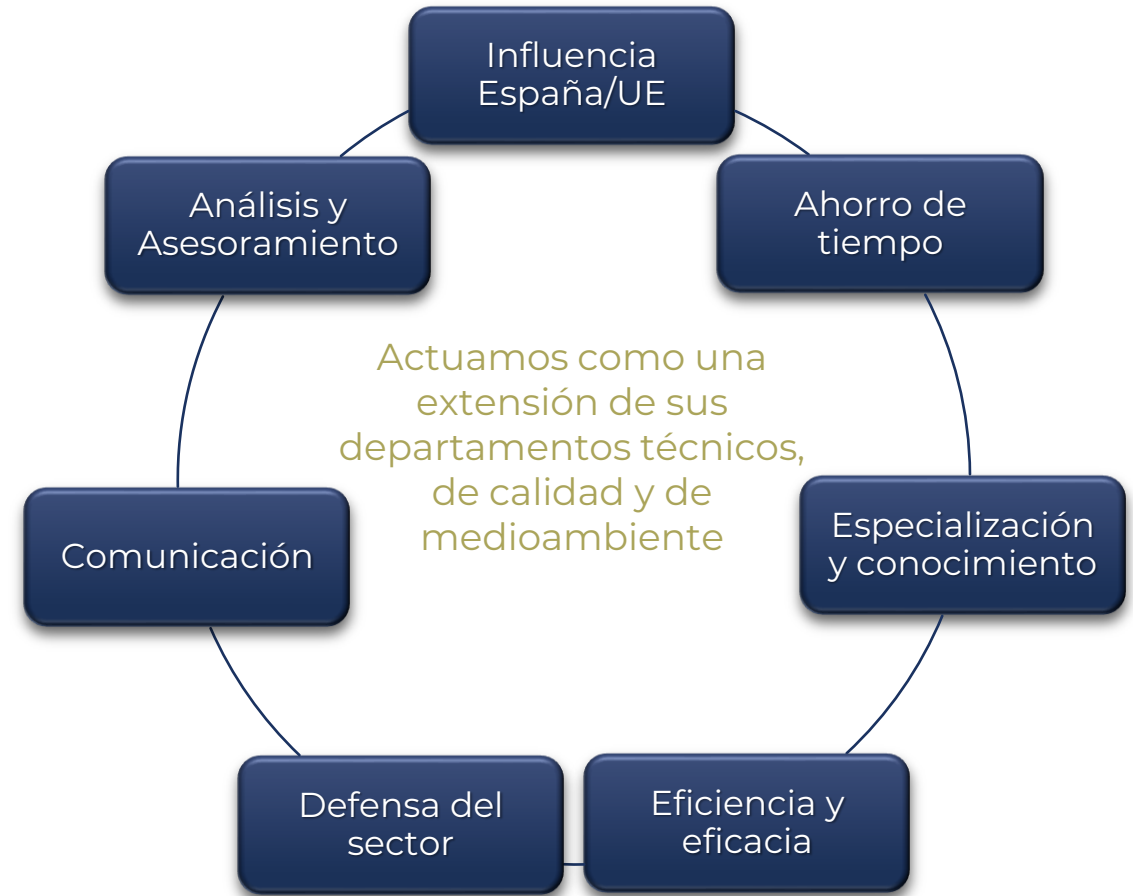 Influencia
España/UE
Ahorro de
tiempo
Especialización
y conocimiento
Eficiencia y
eficacia
Defensa del
sector
Comunicación
Análisis y
Asesoramiento
Actuamos como una
extensión de sus
departamentos técnicos,
de calidad y de
medioambiente